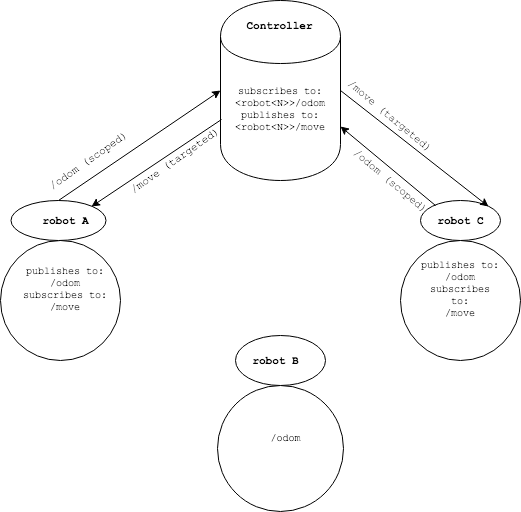 Controller
subscribes to:
<robot<N>>/odom
publishes to:
<robot<N>>/move
/odom (scoped)
/move (targeted)
/move (targeted)
/odom (scoped)
robot A
publishes to:
/odom
subscribes to:
/move
robot C
publishes to:
/odom
subscribes
to:
/move
robot B
/odom